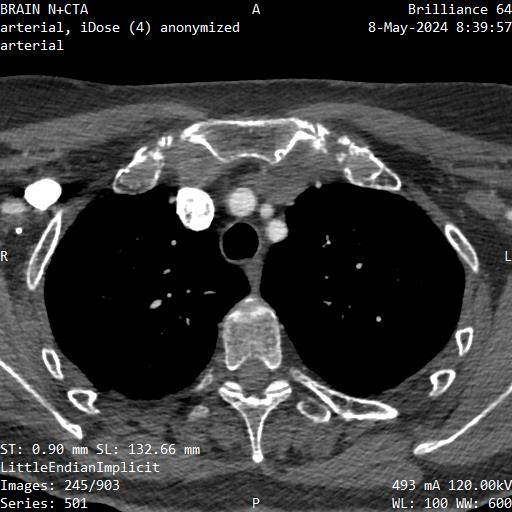 BRAIN N+CTA
A
Brilliance 64
arterial, iDose (4) anonymized
8-May-2024 8:39:57
arterial
R
L
ST: 0.90 mm SL: 132.66 mm
LittleEndianImplicit
Images: 245/903
493 mA 120.00kV
Series: 501
P
WL: 100 WW: 600